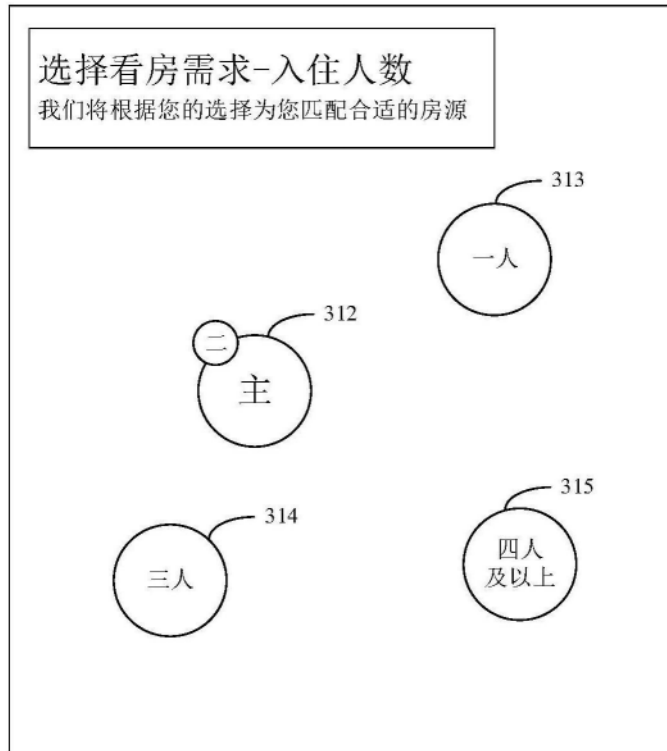 选择看房需求-入住人数
我们将根据您的选择为您匹配合适的房源
313
一人
312
二
主
315
314
四人
及以上
三人